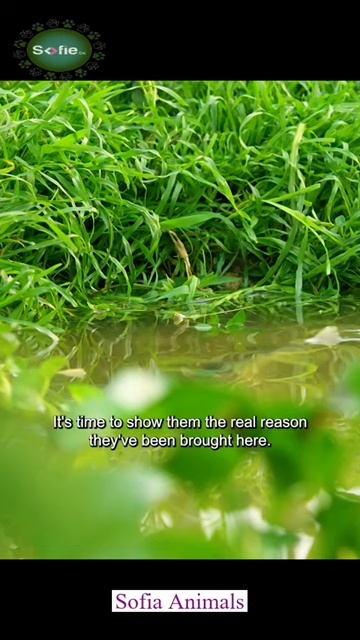 Sofie
It's time to show them the real reason
they've been brought here.
Sofia Animals